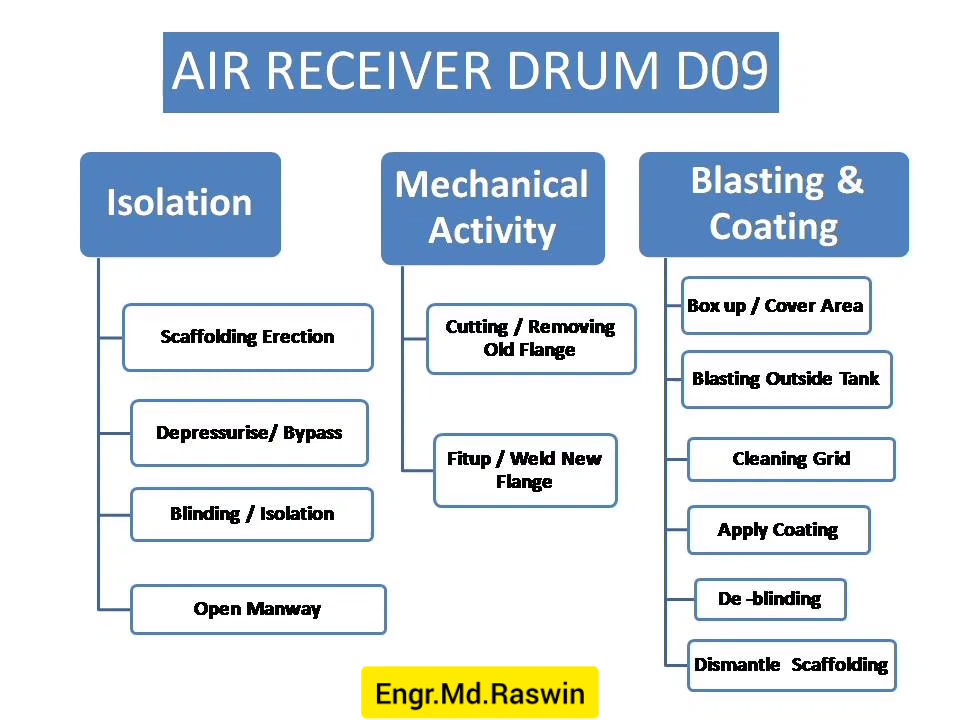 AIR RECEIVER DRUM D09
Isolation
Scaffolding Erection
Depressurise/ Bypass
Blinding / Isolation
Open Manway
Mechanical
Activity
Cutting / Removing
Old Flange
Fitup / Weld New
Flange
Blasting &
Coating
Box up / Cover Area
Blasting Outside Tank
Cleaning Grid
Apply Coating
De -blinding
Dismantle Scaffolding
Engr.Md.Raswin